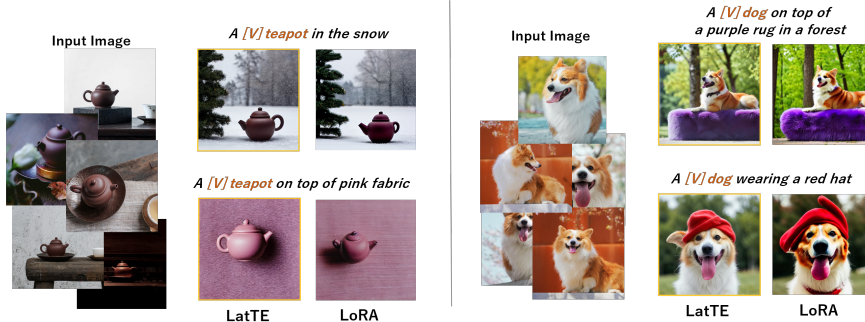 Input Image
A [V] teapot in the snow
A [V] teapot on top of pink fabric
LatTE
LoRA
Input Image
A [V] dog on top of
a purple rug in a forest
A [V] dog wearing a red hat
LatTE
LoRA